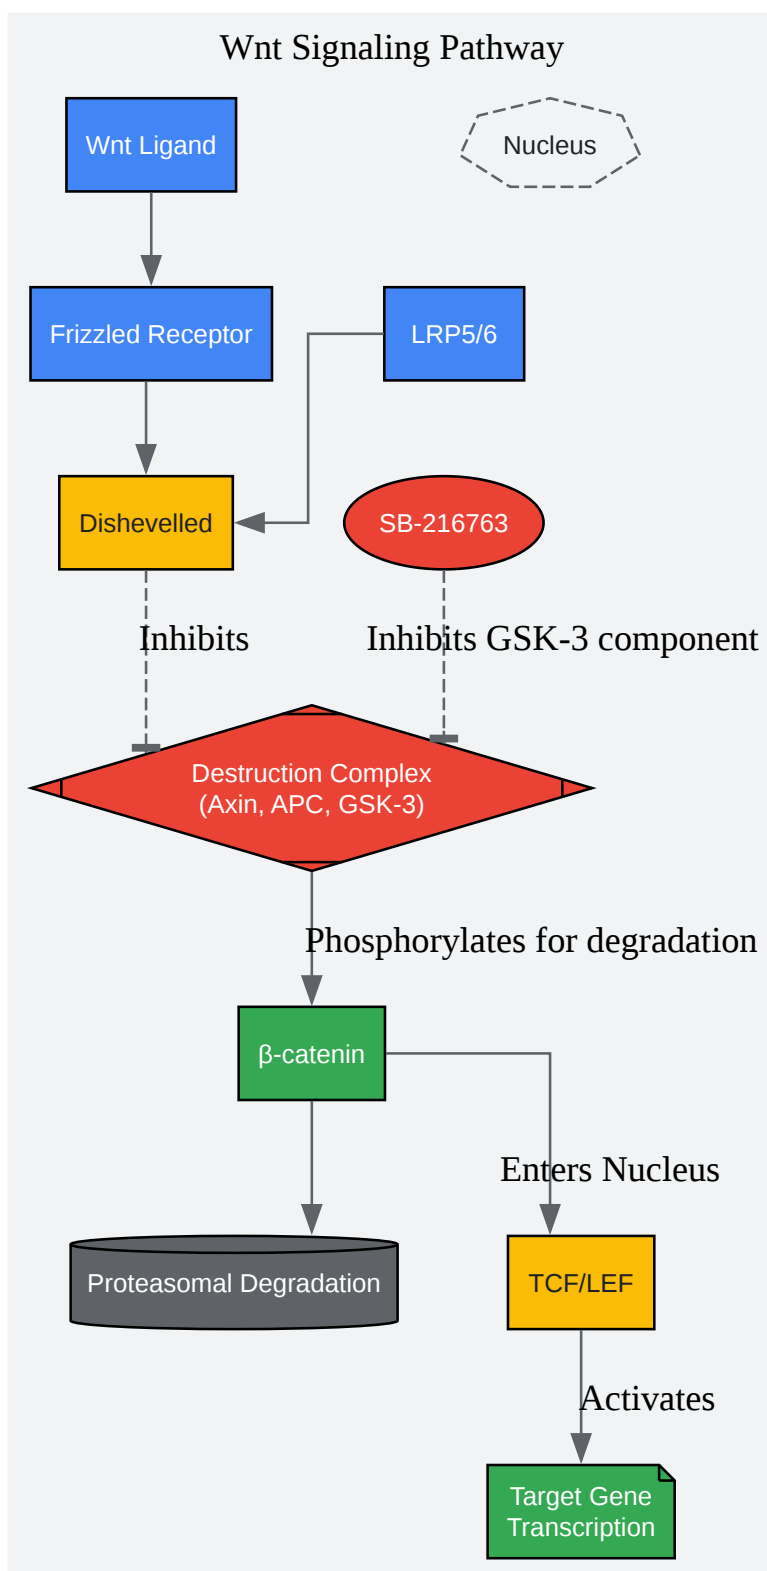 Wnt Signaling Pathway
Wnt Ligand
Nucleus
Frizzled Receptor
LRP5/6
Dishevelled
SB-216763
Inhibits
Inhibits GSK-3 component
Destruction Complex
(Axin, APC, GSK-3)
Phosphorylates for degradation
β-catenin
Enters Nucleus
Proteasomal Degradation
TCF/LEF
Activates
Target Gene
Transcription